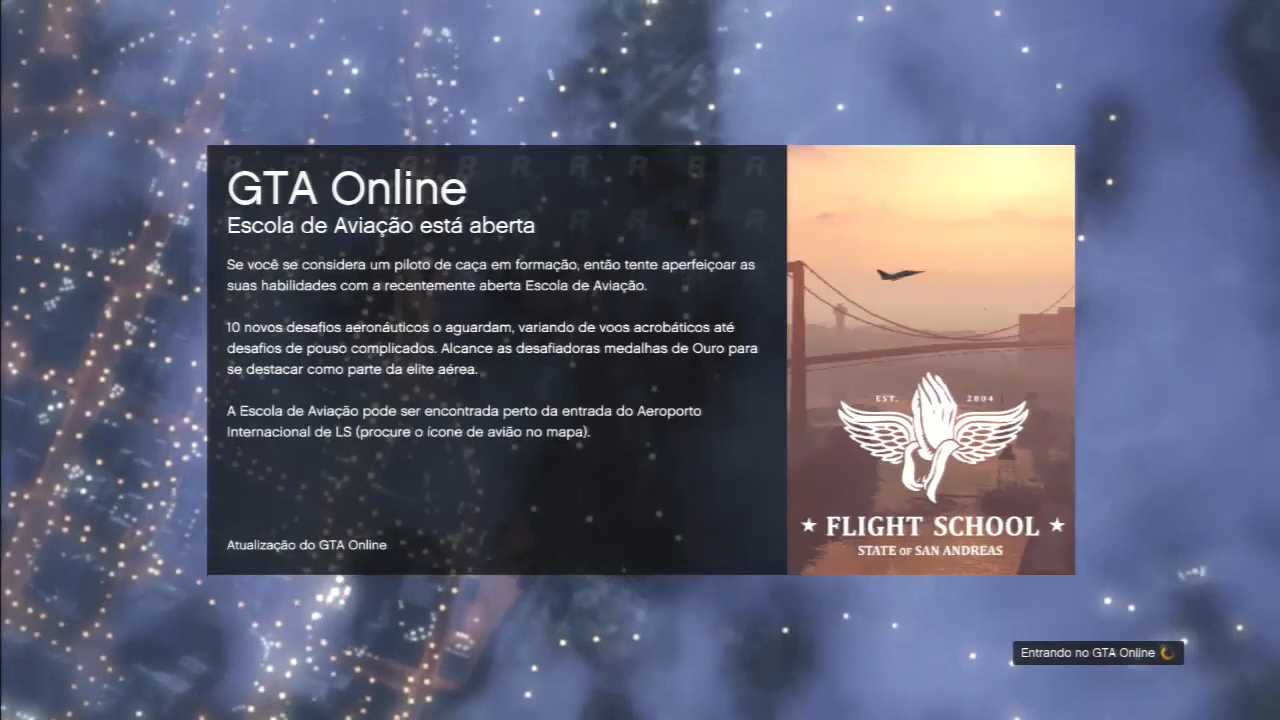 GTA Online
Escola de Aviação está aberta
Se você se considera um piloto de caça em formação, então tente aperfeiçoar as
suas habilidades com a recentemente aberta Escola de Aviação.
10 novos desafios aeronáuticos o aguardam, variando de voos acrobáticos até
desafios de pouso complicados. Alcance as desafiadoras medalhas de Ouro para
se destacar como parte da elite aérea.
A Escola de Aviação pode ser encontrada perto da entrada do Aeroporto
Internacional de LS (procure o ícone de avião no mapa).
Atualização do GTA Online
EST. 2004
★ FLIGHT SCHOOL ★
STATE OF SAN ANDREAS
Entrando no GTA Online